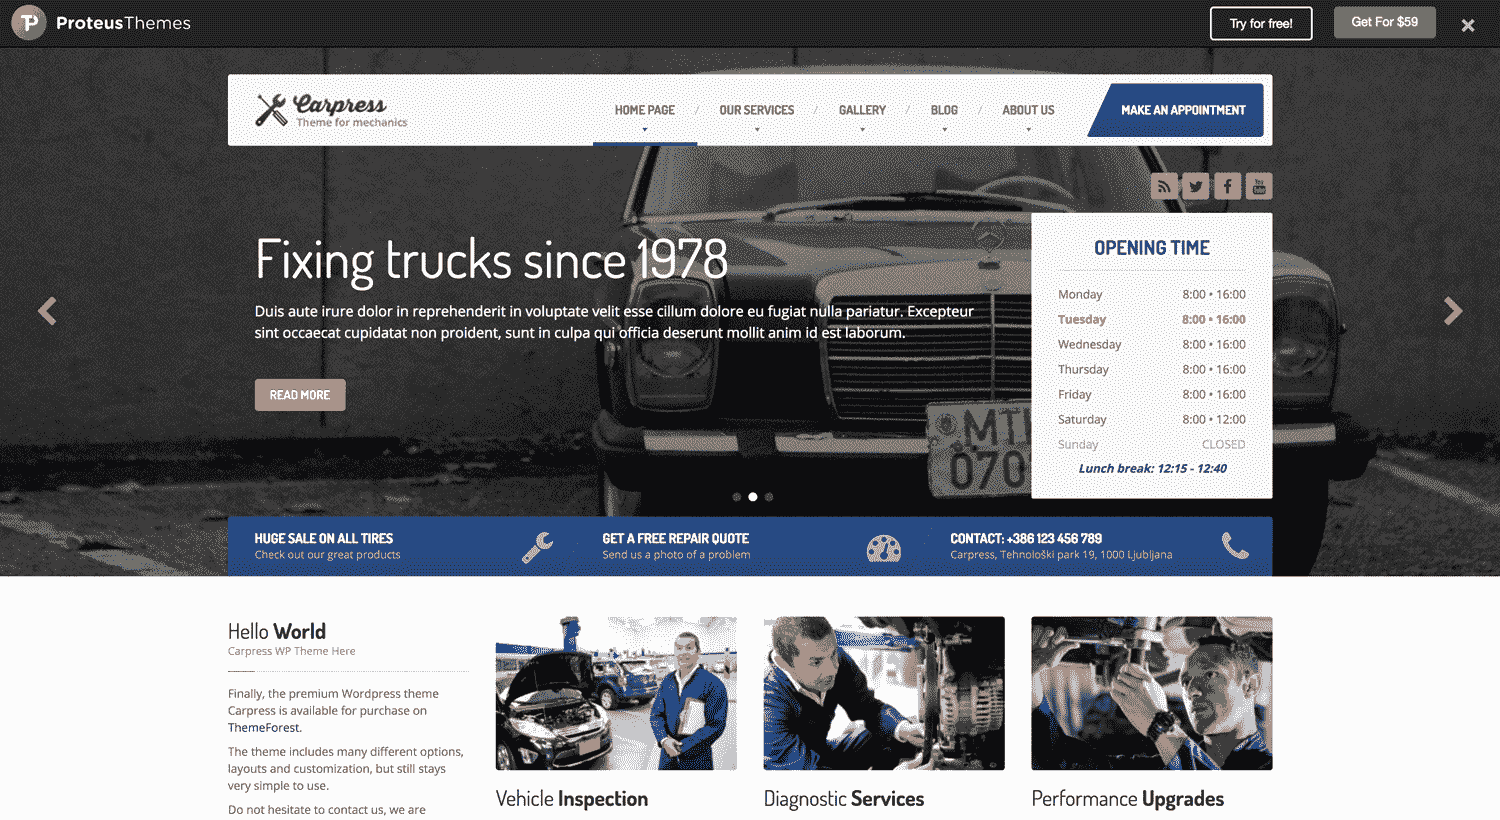 ProteusThemes
Try for free!
Get For $59
Carpress
Theme for mechanics
HOME PAGE / OUR SERVICES / GALLERY / BLOG / ABOUT US
MAKE AN APPOINTMENT
You Tube
Fixing trucks since 1978
Duis aute irure dolor in reprehenderit in voluptate velit esse cillum dolore eu fugiat nulla pariatur. Excepteur
sint occaecat cupidatat non proident, sunt in culpa qui officia deserunt mollit anim id est laborum.
READ MORE
OPENING TIME
Monday 8:00 • 16:00
Tuesday 8:00 • 16:00
Wednesday 8:00 • 16:00
Thursday 8:00 • 16:00
Friday 8:00 • 16:00
Saturday 8:00 • 12:00
Sunday CLOSED
Lunch break: 12:15 - 12:40
070
HUGE SALE ON ALL TIRES
Check out our great products
GET A FREE REPAIR QUOTE
Send us a photo of a problem
CONTACT: +386 123 456 789
Carpress, Tehnološki park 19, 1000 Ljubljana
Hello World
Carpress WP Theme Here
Finally, the premium Wordpress theme
Carpress is available for purchase on
ThemeForest.
The theme includes many different options,
layouts and customization, but still stays
very simple to use.
Do not hesitate to contact us, we are
Vehicle Inspection
Diagnostic Services
Performance Upgrades